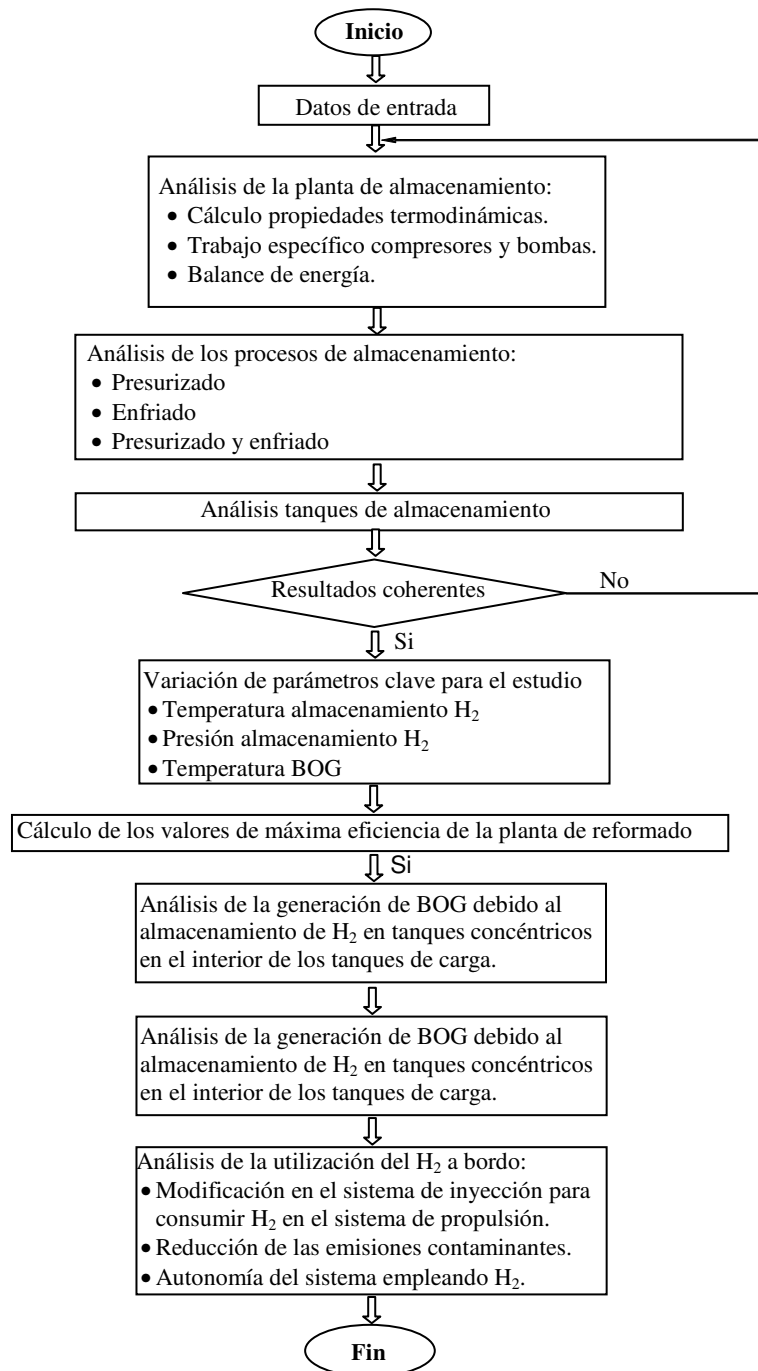 Inicio
Datos de entrada
Análisis de la planta de almacenamiento:
• Cálculo propiedades termodinámicas.
• Trabajo específico compresores y bombas.
• Balance de energía.
Análisis de los procesos de almacenamiento:
• Presurizado
• Enfriado
• Presurizado y enfriado
Análisis tanques de almacenamiento
Resultados coherentes
No
Si
Variación de parámetros clave para el estudio
• Temperatura almacenamiento H₂
• Presión almacenamiento H₂
• Temperatura BOG
Cálculo de los valores de máxima eficiencia de la planta de reformado
Si
Análisis de la generación de BOG debido al
almacenamiento de H₂ en tanques concéntricos
en el interior de los tanques de carga.
Análisis de la generación de BOG debido al
almacenamiento de H₂ en tanques concéntricos
en el interior de los tanques de carga.
Análisis de la utilización del H₂ a bordo:
• Modificación en el sistema de inyección para
consumir H₂ en el sistema de propulsión.
• Reducción de las emisiones contaminantes.
• Autonomía del sistema empleando H₂.
Fin